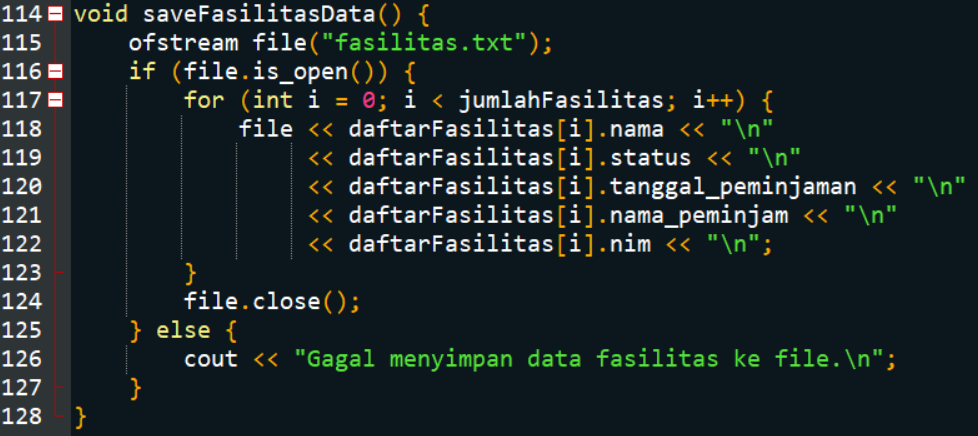 114 void saveFasilitasData() {
115     ofstream file("fasilitas.txt");
116     if (file.is_open()) {
117         for (int i = 0; i < jumlahFasilitas; i++) {
118             file << daftarFasilitas[i].nama << "\n"
119                  << daftarFasilitas[i].status << "\n"
120                  << daftarFasilitas[i].tanggal_peminjaman << "\n"
121                  << daftarFasilitas[i].nama_peminjam << "\n"
122                  << daftarFasilitas[i].nim << "\n";
123         }
124         file.close();
125     } else {
126         cout << "Gagal menyimpan data fasilitas ke file.\n";
127     }
128 }